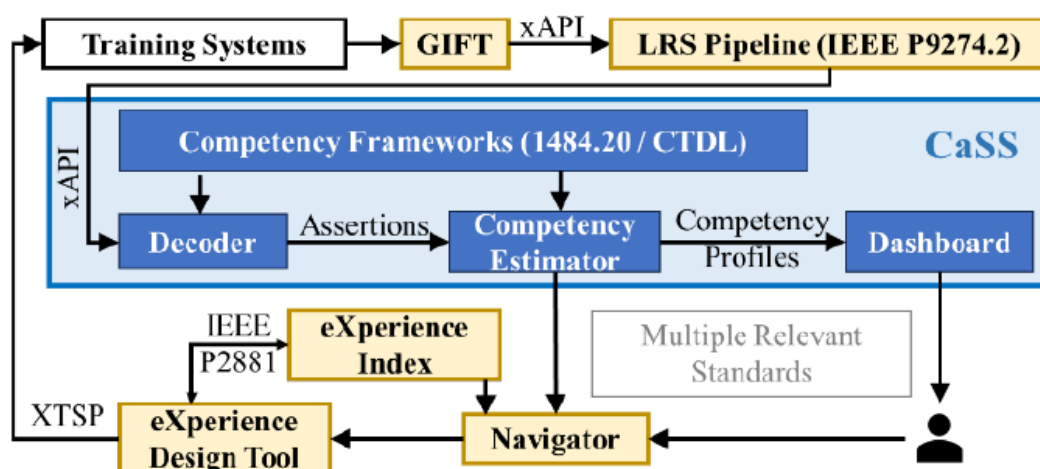 Training Systems
GIFT
xAPI
LRS Pipeline (IEEE P9274.2)
Competency Frameworks (1484.20 / CTDL)
CaSS
xAPI
Decoder
Assertions
Competency
Estimator
Competency
Profiles
Dashboard
IEEE
P2881
eXperience
Index
Multiple Relevant
Standards
XTSP
eXperience
Design Tool
Navigator